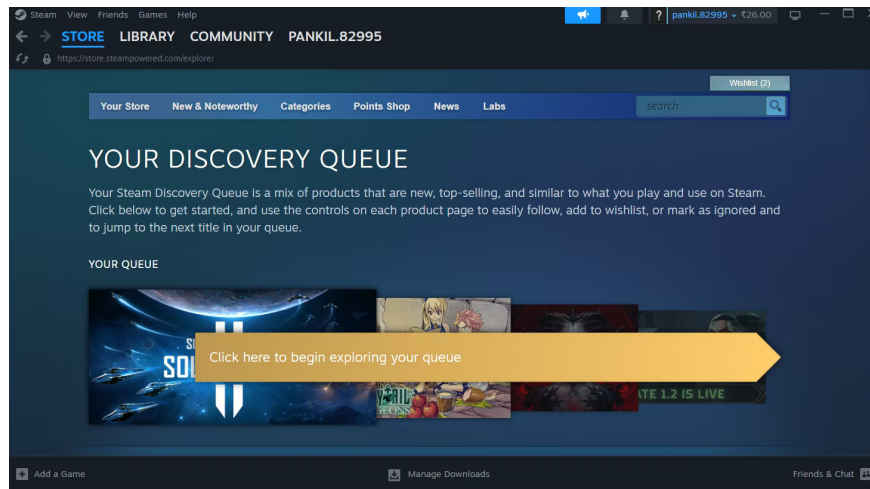 Steam View Friends Games Help
? pankil.82995 ₹26.00
STORE LIBRARY COMMUNITY PANKIL.82995
https://store.steampowered.com/explore/
Wishlist (2)
Your Store New & Noteworthy Categories Points Shop News Labs search
YOUR DISCOVERY QUEUE
Your Steam Discovery Queue is a mix of products that are new, top-selling, and similar to what you play and use on Steam.
Click below to get started, and use the controls on each product page to easily follow, add to wishlist, or mark as ignored and
to jump to the next title in your queue.
YOUR QUEUE
Click here to begin exploring your queue
1.2 IS LIVE
Add a Game Manage Downloads Friends & Chat